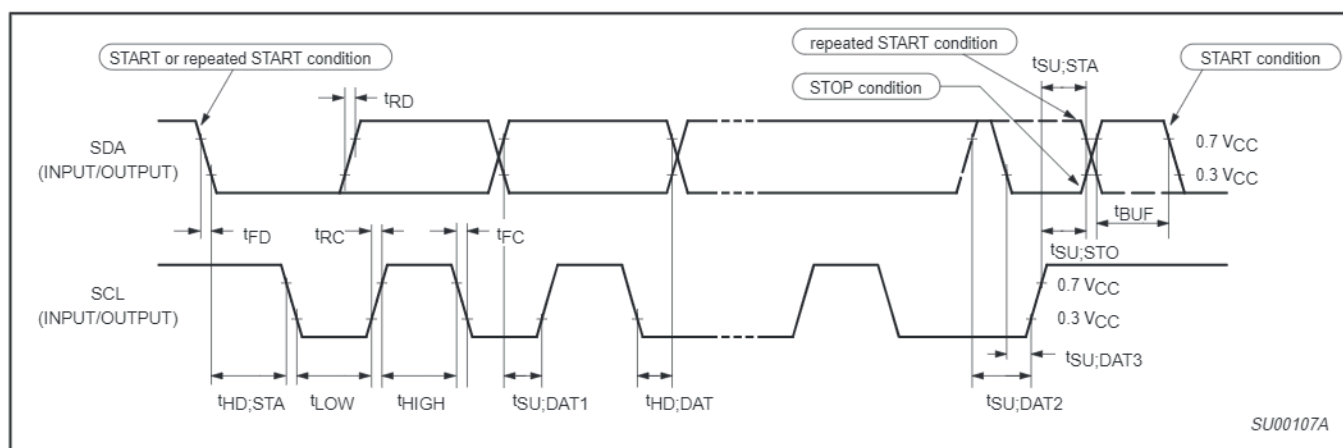 repeated START condition
START or repeated START condition
tSU;STA
START condition
STOP condition
tRD
SDA
(INPUT/OUTPUT)
0.7 VCC
0.3 VCC
tBUF
tFD
tRC
tFC
tSU;STO
SCL
(INPUT/OUTPUT)
0.7 VCC
0.3 VCC
tSU;DAT3
tHD;STA
tLOW
tHIGH
tSU;DAT1
tHD;DAT
tSU;DAT2
SU00107A